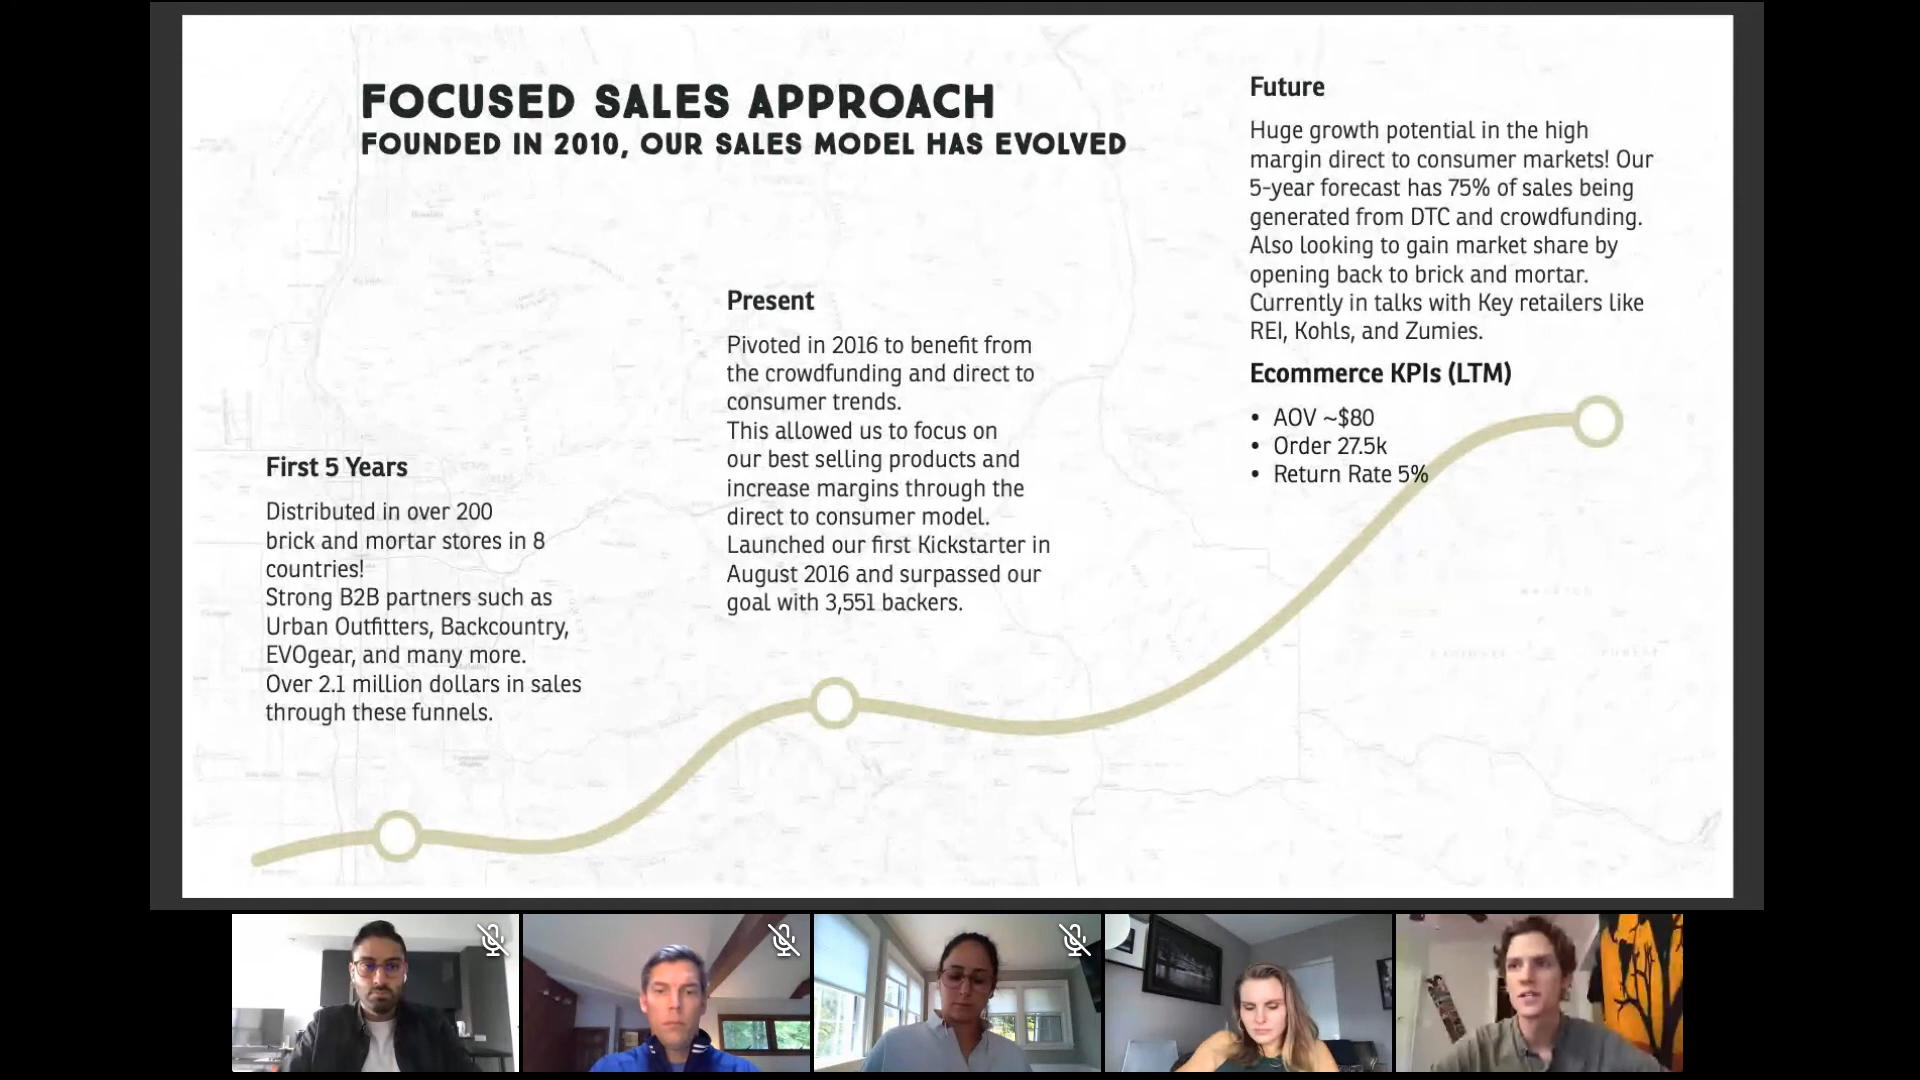 FOCUSED SALES APPROACH
FOUNDED IN 2010, OUR SALES MODEL HAS EVOLVED
First 5 Years
Distributed in over 200
brick and mortar stores in 8
countries!
Strong B2B partners such as
Urban Outfitters, Backcountry,
EVOgear, and many more.
Over 2.1 million dollars in sales
through these funnels.
Present
Pivoted in 2016 to benefit from
the crowdfunding and direct to
consumer trends.
This allowed us to focus on
our best selling products and
increase margins through the
direct to consumer model.
Launched our first Kickstarter in
August 2016 and surpassed our
goal with 3,551 backers.
Future
Huge growth potential in the high
margin direct to consumer markets! Our
5-year forecast has 75% of sales being
generated from DTC and crowdfunding.
Also looking to gain market share by
opening back to brick and mortar.
Currently in talks with Key retailers like
REI, Kohls, and Zumies.
Ecommerce KPIs (LTM)
• AOV ~$80
• Order 27.5k
• Return Rate 5%